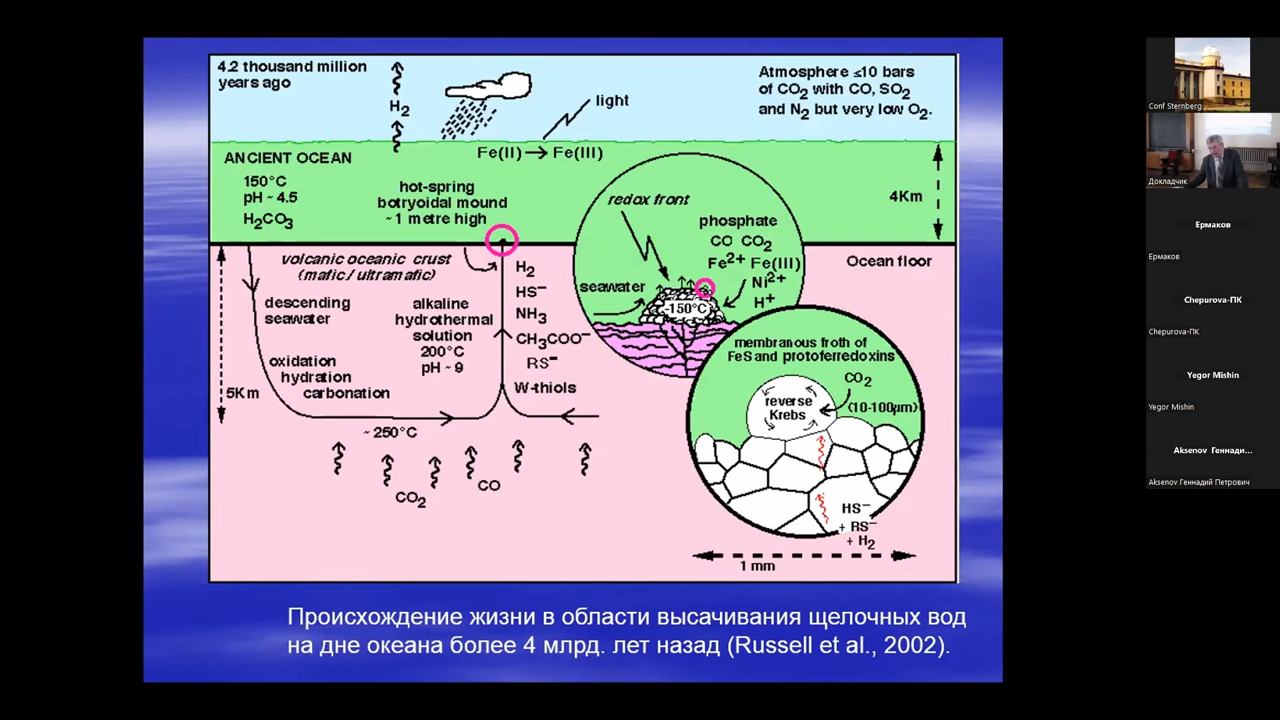 4.2 thousand million
years ago
H₂
light
Atmosphere ≤10 bars
of CO₂ with CO, SO₂
and N₂ but very low O₂.
Fe(II) → Fe(III)
ANCIENT OCEAN
150°C
pH ~ 4.5
H₂CO₃
hot-spring
botryoidal mound
~ 1 metre high
4Km
redox front
phosphate
CO CO₂
Fe²⁺ Fe(III)
Ni²⁺
H⁺
seawater
~150°C
Ocean floor
volcanic oceanic crust
(mafic / ultramafic)
descending
seawater
oxidation
hydration
carbonation
5Km
alkaline
hydrothermal
solution
200°C
pH ~ 9
H₂
HS⁻
NH₃
CH₃COO⁻
RS⁻
W-thiols
~ 250°C
CO₂
CO
membranous froth of
FeS and protoferredoxins
CO₂
reverse
Krebs
(10-100µm)
HS⁻
+ RS⁻
+ H₂
1 mm
Происхождение жизни в области высачивания щелочных вод
на дне океана более 4 млрд. лет назад (Russell et al., 2002).
Conf Sternberg
Докладчик
Ермаков
Ермаков
Chepurova-ПК
Chepurova-ПК
Yegor Mishin
Yegor Mishin
Aksenov Геннади...
Aksenov Геннадий Петрович